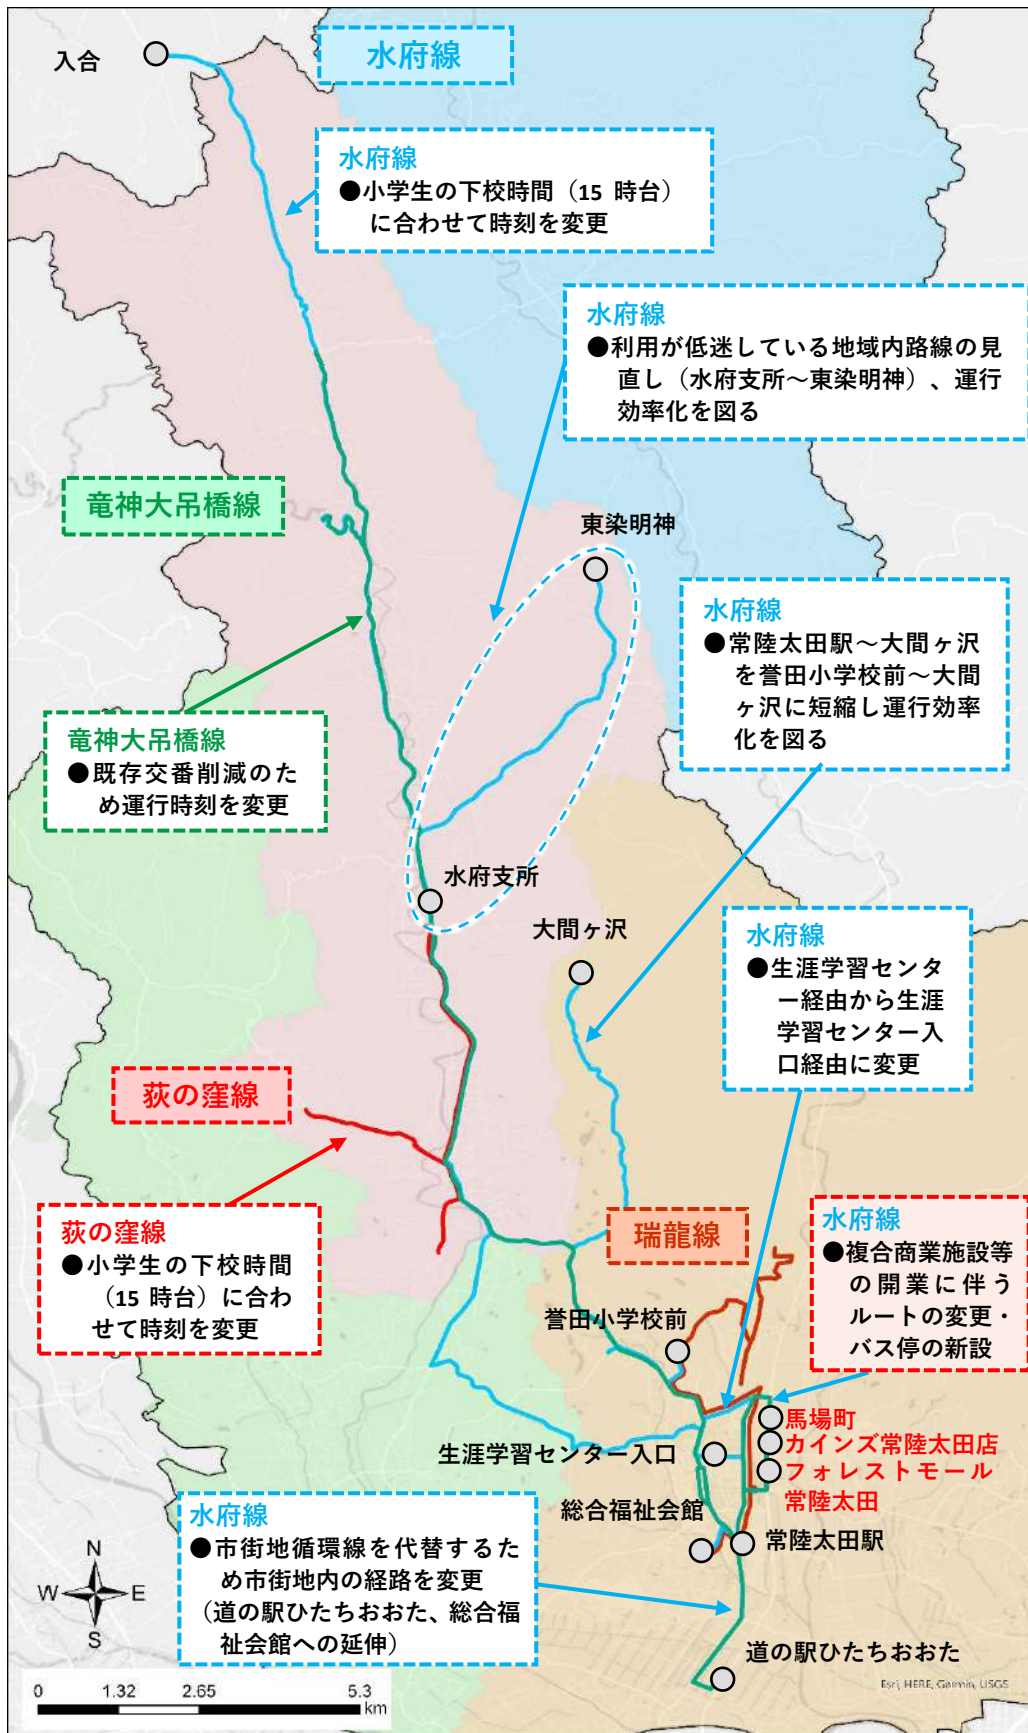 入合
水府線
水府線
●小学生の下校時間（15 時台）
に合わせて時刻を変更
水府線
●利用が低迷している地域内路線の見
直し（水府支所～東染明神）、運行
効率化を図る
竜神大吊橋線
東染明神
水府線
●常陸太田駅～大間ヶ沢
を誉田小学校前～大間
ヶ沢に短縮し運行効率
化を図る
竜神大吊橋線
●既存交番削減のた
め運行時刻を変更
水府支所
大間ヶ沢
水府線
●生涯学習センタ
ー経由から生涯
学習センター入
口経由に変更
荻の窪線
荻の窪線
●小学生の下校時間
（15 時台）に合わ
せて時刻を変更
瑞龍線
水府線
●複合商業施設等
の開業に伴う
ルートの変更・
バス停の新設
誉田小学校前
馬場町
カインズ常陸太田店
フォレストモール
常陸太田
生涯学習センター入口
総合福祉会館
常陸太田駅
水府線
●市街地循環線を代替するた
め市街地内の経路を変更
（道の駅ひたちおおた、総合福
祉会館への延伸）
道の駅ひたちおおた
N
W E
S
0 1.32 2.65 5.3
km
Esri, HERE, Garmin, USGS